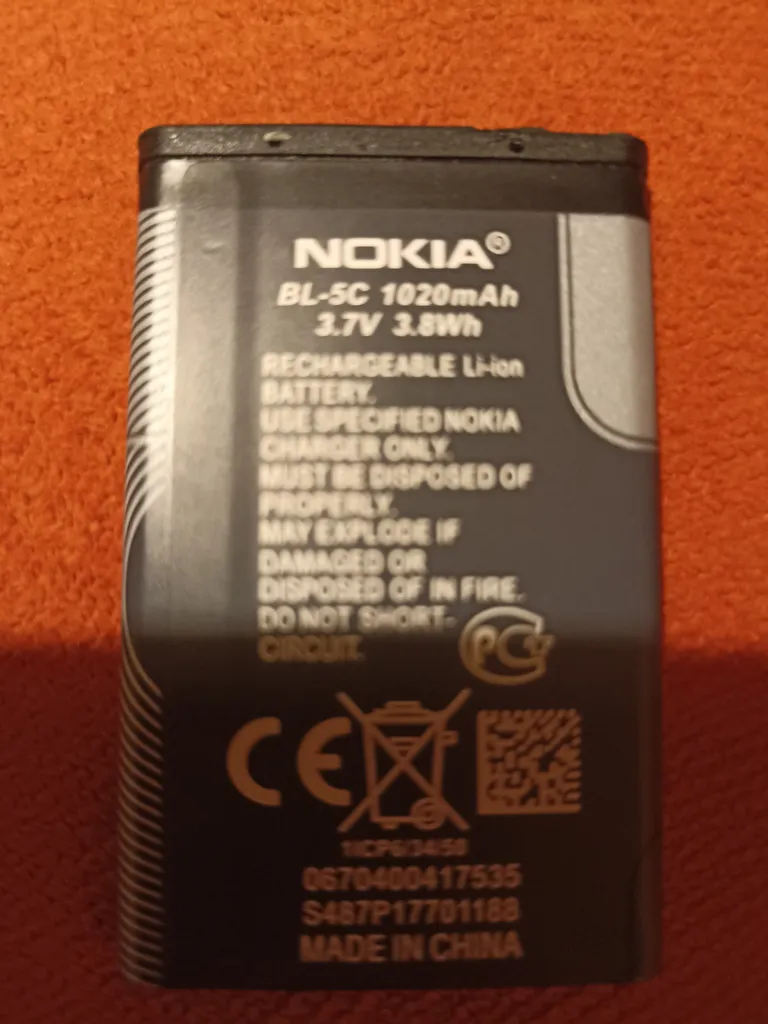 NOKIA®
BL-5C 1020mAh
3.7V 3.8Wh
RECHARGEABLE Li-ion
BATTERY.
USE SPECIFIED NOKIA
CHARGER ONLY.
MUST BE DISPOSED OF
PROPERLY.
MAY EXPLODE IF
DAMAGED OR
DISPOSED OF IN FIRE.
DO NOT SHORT-
CIRCUIT.
CE
1ICP6/34/50
0670400417535
S487P17701188
MADE IN CHINA